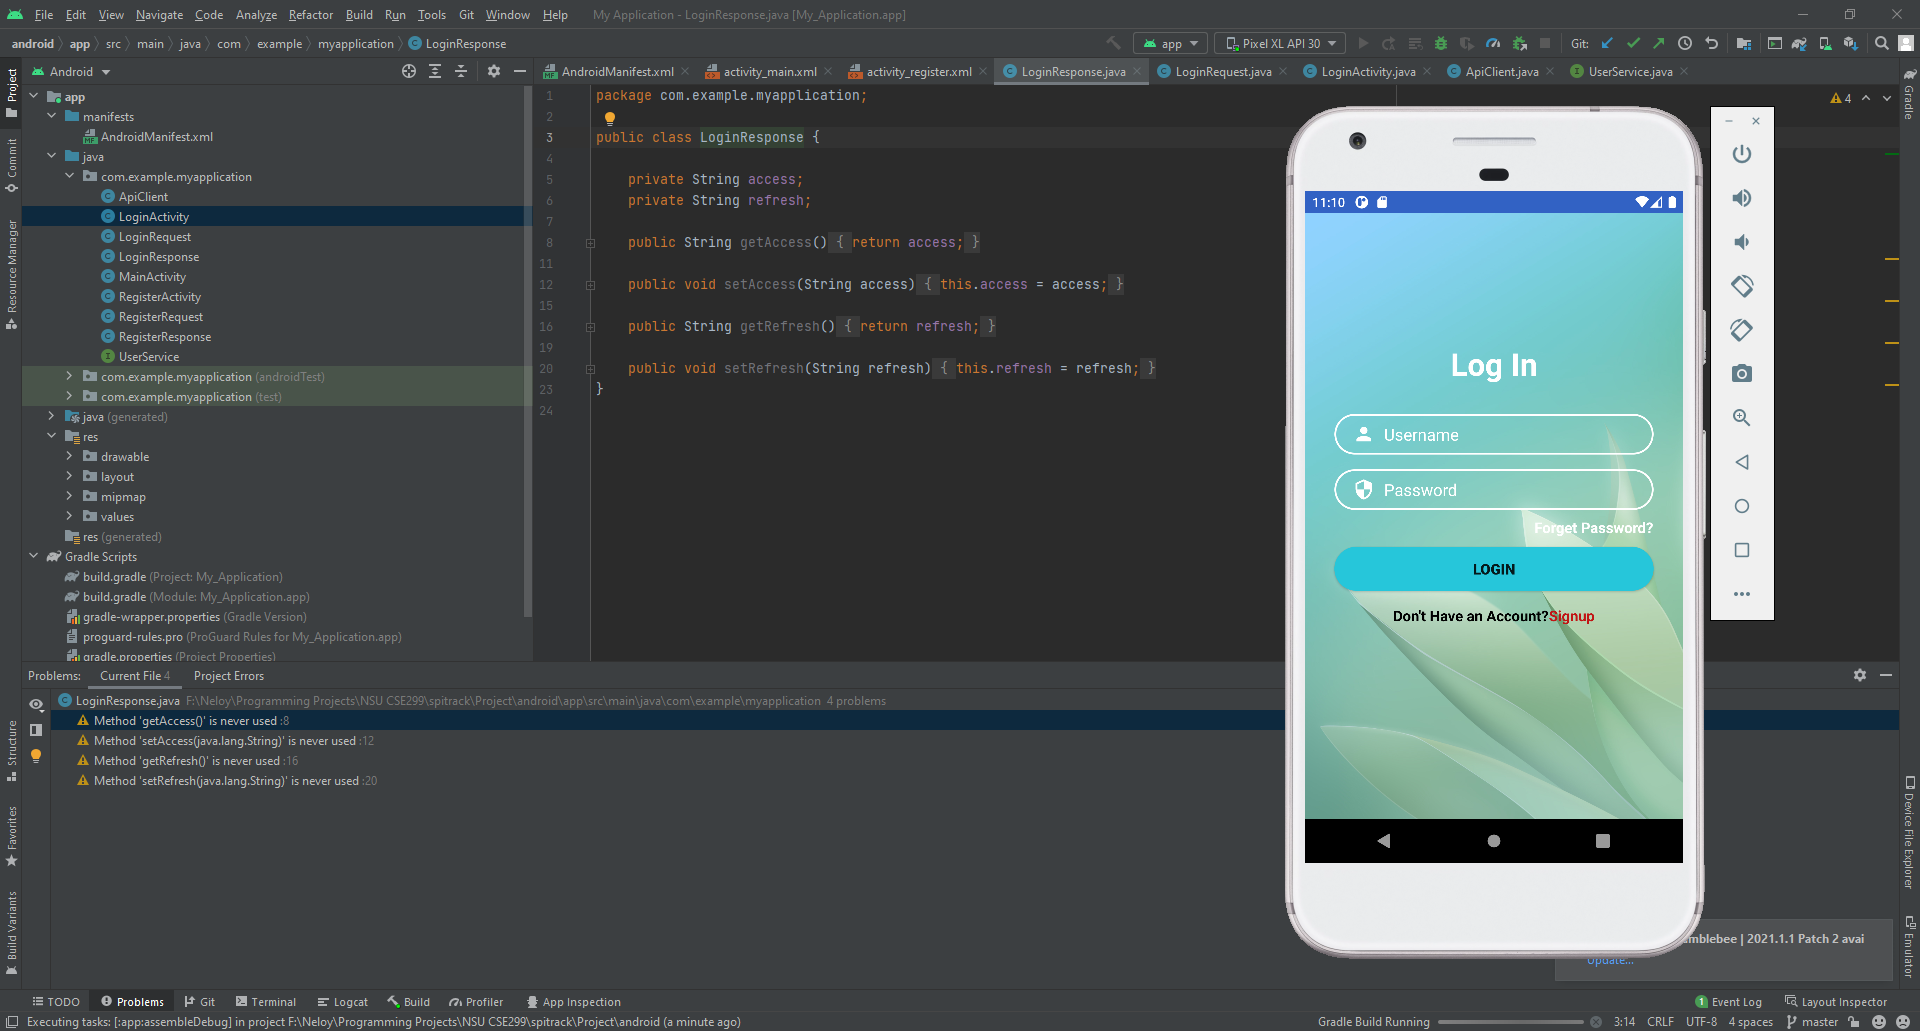 File Edit View Navigate Code Analyze Refactor Build Run Tools Git Window Help My Application - LoginResponse.java [My_Application.app]
android app src main java com example myapplication LoginResponse app Pixel XL API 30 Git:
Android AndroidManifest.xml activity_main.xml activity_register.xml LoginResponse.java LoginRequest.java LoginActivity.java ApiClient.java UserService.java
Project
Commit
Resource Manager
Structure
Favorites
Build Variants
app
manifests
AndroidManifest.xml
java
com.example.myapplication
ApiClient
LoginActivity
LoginRequest
LoginResponse
MainActivity
RegisterActivity
RegisterRequest
RegisterResponse
UserService
com.example.myapplication (androidTest)
com.example.myapplication (test)
java (generated)
res
drawable
layout
mipmap
values
res (generated)
Gradle Scripts
build.gradle (Project: My_Application)
build.gradle (Module: My_Application.app)
gradle-wrapper.properties (Gradle Version)
proguard-rules.pro (ProGuard Rules for My_Application.app)
gradle.properties (Project Properties)
1 package com.example.myapplication;
2
3 public class LoginResponse {
4
5 private String access;
6 private String refresh;
7
8 public String getAccess() { return access; }
11
12 public void setAccess(String access) { this.access = access; }
15
16 public String getRefresh() { return refresh; }
19
20 public void setRefresh(String refresh) { this.refresh = refresh; }
23 }
24
4
11:10
Log In
Username
Password
Forget Password?
LOGIN
Don't Have an Account?Signup
Gradle
Device File Explorer
Emulator
Problems: Current File 4 Project Errors
LoginResponse.java F:\Neloy\Programming Projects\NSU CSE299\spitrack\Project\android\app\src\main\java\com\example\myapplication 4 problems
Method 'getAccess()' is never used :8
Method 'setAccess(java.lang.String)' is never used :12
Method 'getRefresh()' is never used :16
Method 'setRefresh(java.lang.String)' is never used :20
emblebee | 2021.1.1 Patch 2 avai
Update...
TODO Problems Git Terminal Logcat Build Profiler App Inspection 1 Event Log Layout Inspector
Executing tasks: [:app:assembleDebug] in project F:\Neloy\Programming Projects\NSU CSE299\spitrack\Project\android (a minute ago) Gradle Build Running 3:14 CRLF UTF-8 4 spaces master